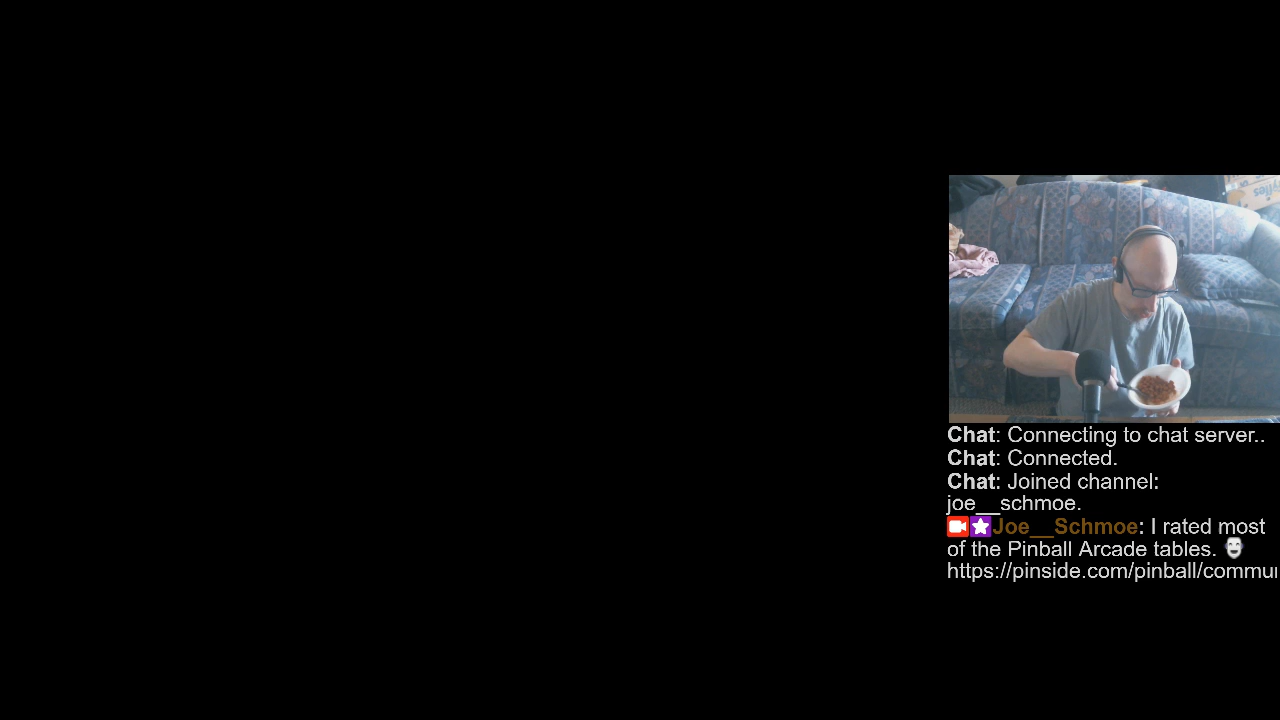 Chat: Connecting to chat server..
Chat: Connected.
Chat: Joined channel:
joe__schmoe.
Joe__Schmoe: I rated most
of the Pinball Arcade tables.
https://pinside.com/pinball/commu